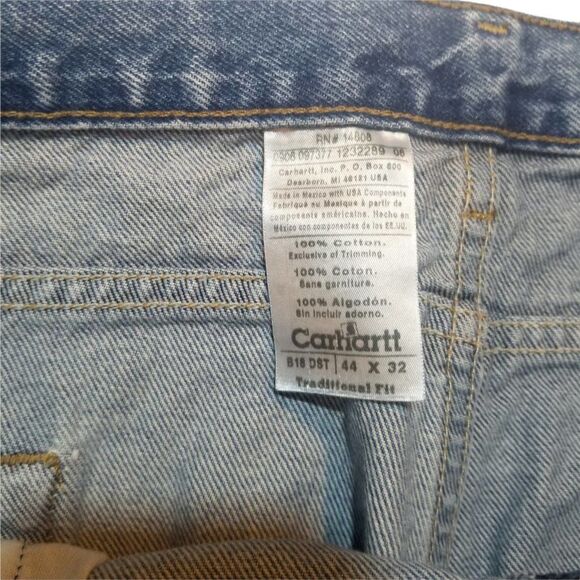 RN# 14806
0906 097377 1232289 06
Carhartt, Inc. P.O. Box 600
Dearborn, MI 48121 USA
Made in Mexico with USA Components
Fabriqué au Mexique à partir de
composants américains. Hecho en
México con componentes de los EE.UU.
100% Cotton.
Exclusive of Trimming.
100% Coton.
Sans garniture.
100% Algodón.
Sin incluir adorno.
Carhartt
B18 DST 44 X 32
Traditional Fit